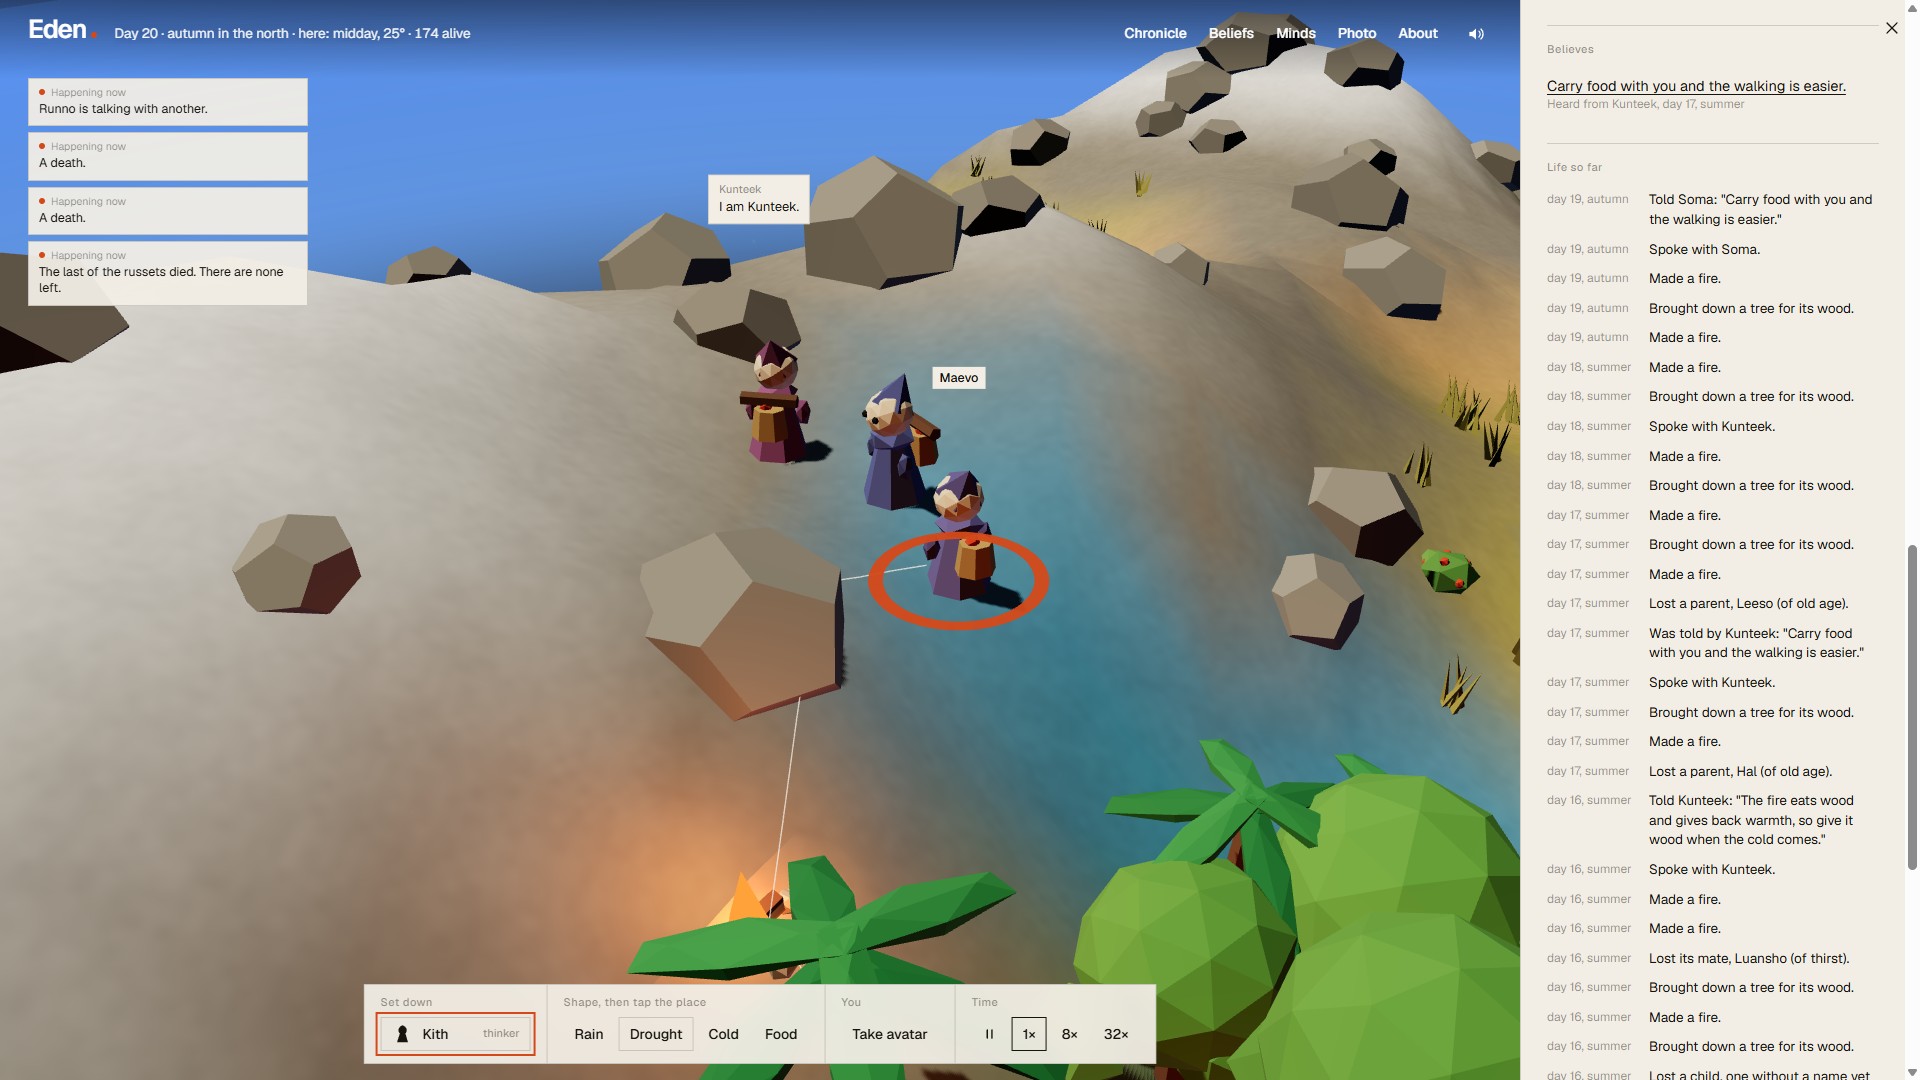 Eden.
Day 20 · autumn in the north · here: midday, 25° · 174 alive
Chronicle Beliefs Minds Photo About
Happening now
Runno is talking with another.
Happening now
A death.
Happening now
A death.
Happening now
The last of the russets died. There are none
left.
Kunteek
I am Kunteek.
Maevo
Set down
Kith thinker
Shape, then tap the place
Rain Drought Cold Food
You
Take avatar
Time
1× 8× 32×
Believes
Carry food with you and the walking is easier.
Heard from Kunteek, day 17, summer
Life so far
day 19, autumn Told Soma: "Carry food with you and
the walking is easier."
day 19, autumn Spoke with Soma.
day 19, autumn Made a fire.
day 19, autumn Brought down a tree for its wood.
day 19, autumn Made a fire.
day 18, summer Made a fire.
day 18, summer Brought down a tree for its wood.
day 18, summer Spoke with Kunteek.
day 18, summer Made a fire.
day 18, summer Brought down a tree for its wood.
day 17, summer Made a fire.
day 17, summer Brought down a tree for its wood.
day 17, summer Made a fire.
day 17, summer Lost a parent, Leeso (of old age).
day 17, summer Was told by Kunteek: "Carry food
with you and the walking is easier."
day 17, summer Spoke with Kunteek.
day 17, summer Brought down a tree for its wood.
day 17, summer Made a fire.
day 17, summer Lost a parent, Hal (of old age).
day 16, summer Told Kunteek: "The fire eats wood
and gives back warmth, so give it
wood when the cold comes."
day 16, summer Spoke with Kunteek.
day 16, summer Made a fire.
day 16, summer Made a fire.
day 16, summer Lost its mate, Luansho (of thirst).
day 16, summer Brought down a tree for its wood.
day 16, summer Made a fire.
day 16, summer Brought down a tree for its wood.
day 16, summer Lost a child, one without a name yet